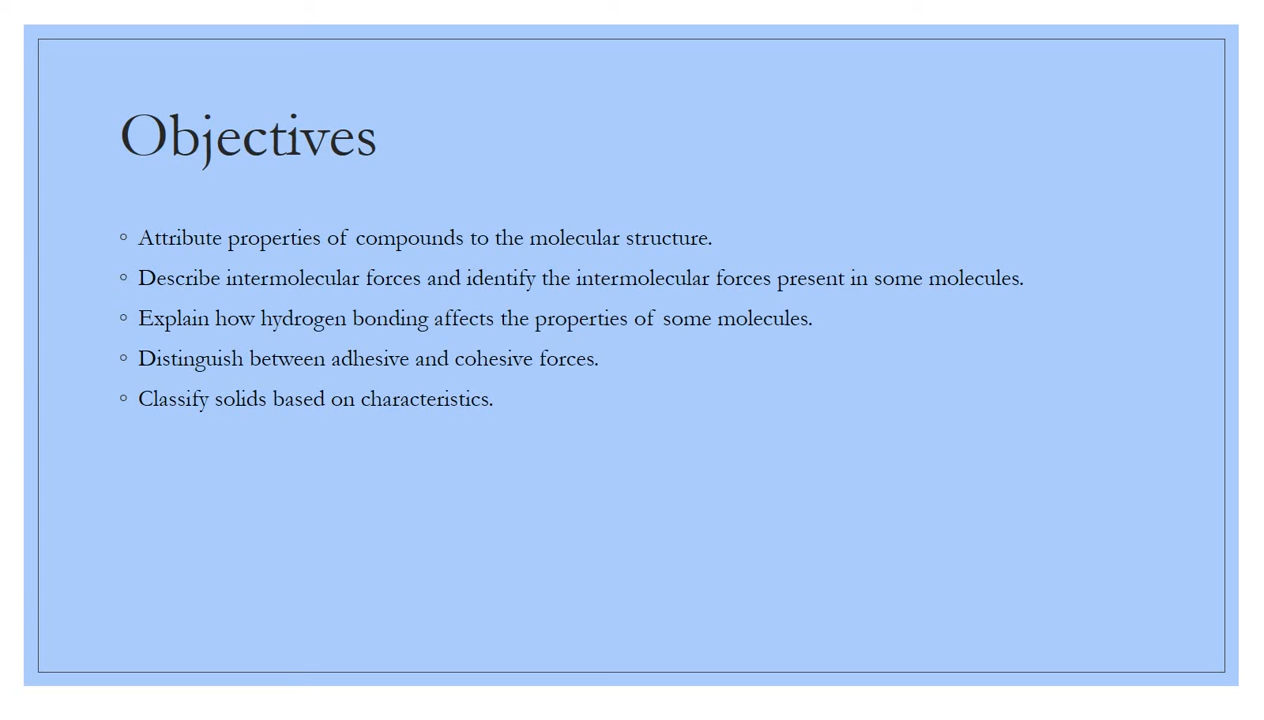 Objectives
◦ Attribute properties of compounds to the molecular structure.
◦ Describe intermolecular forces and identify the intermolecular forces present in some molecules.
◦ Explain how hydrogen bonding affects the properties of some molecules.
◦ Distinguish between adhesive and cohesive forces.
◦ Classify solids based on characteristics.